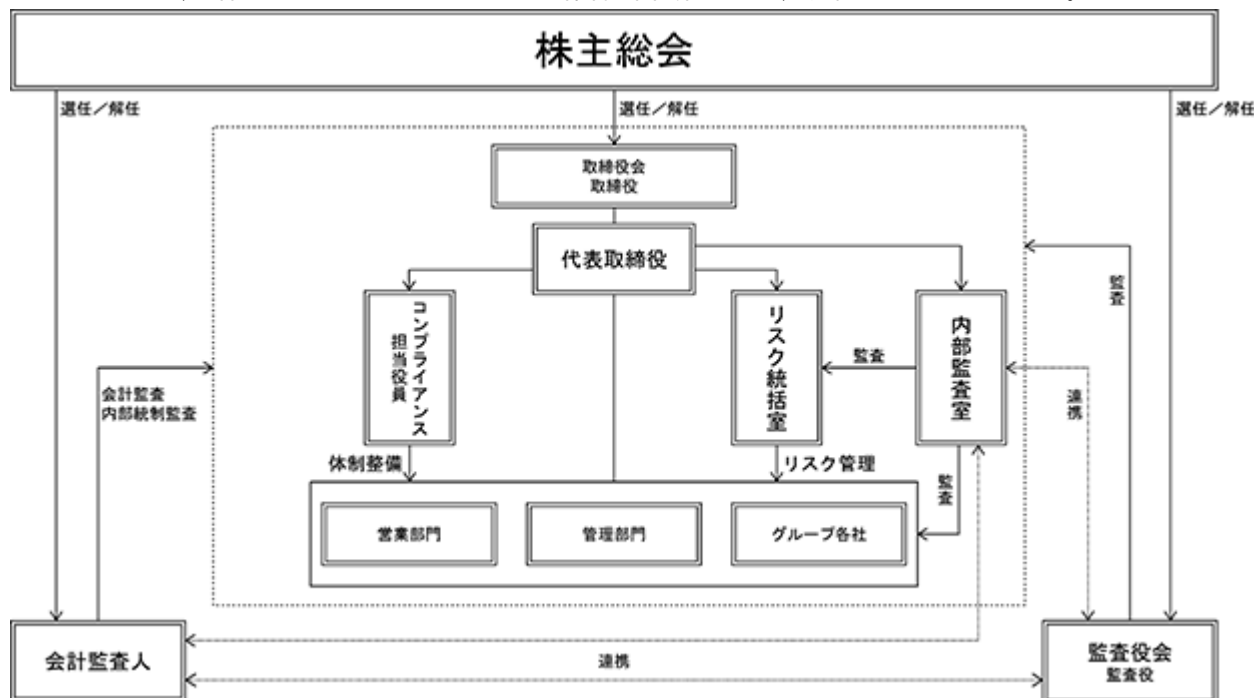 株主総会
選任／解任
選任／解任
選任／解任
取締役会
取締役
代表取締役
コンプライアンス
担当役員
リスク統括室
内部監査室
監査
監査
会計監査
内部統制監査
連携
体制整備
リスク管理
監査
営業部門
管理部門
グループ各社
会計監査人
連携
監査役会
監査役